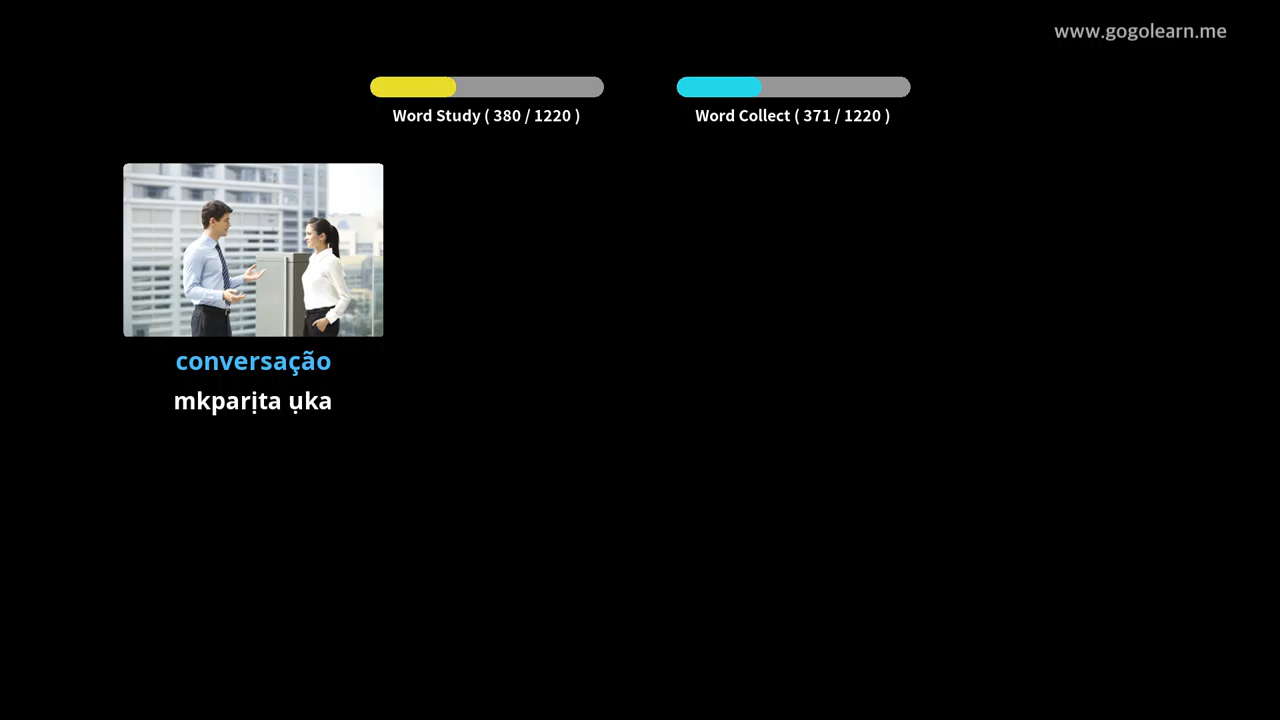 www.gogolearn.me
Word Study ( 380 / 1220 )
Word Collect ( 371 / 1220 )
conversação
mkparịta ụka